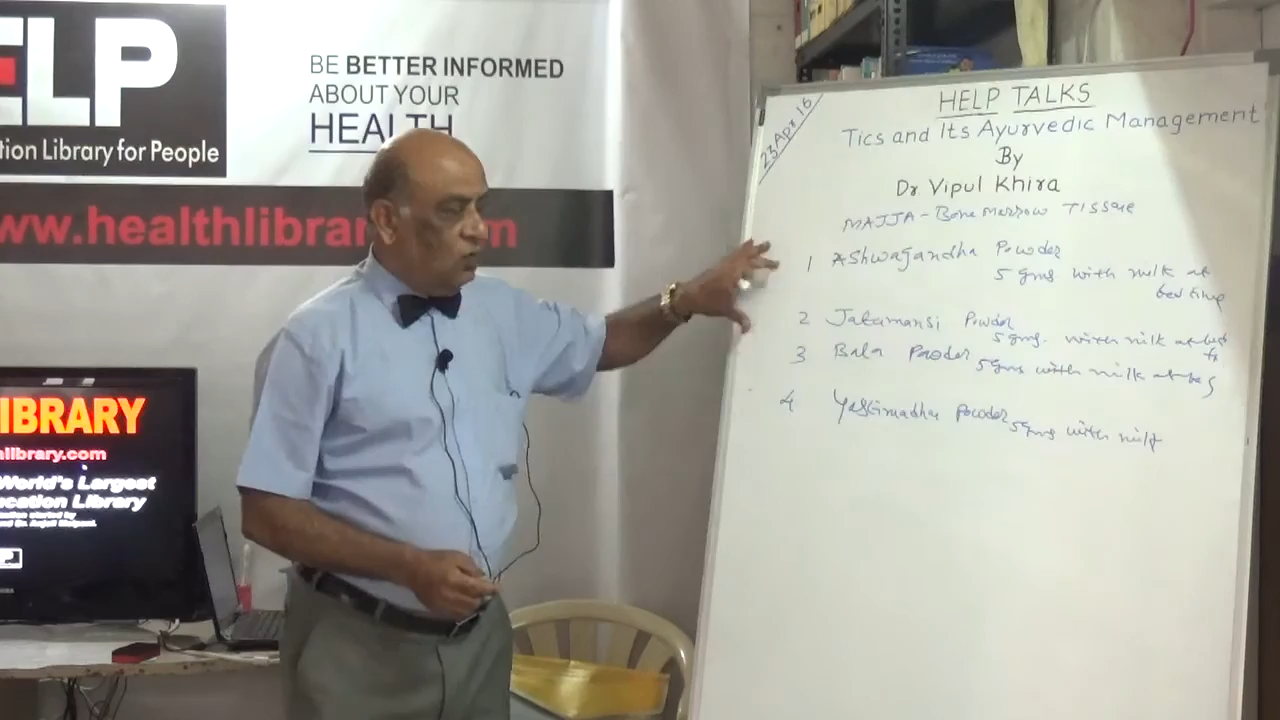 ELP
tion Library for People
BE BETTER INFORMED
ABOUT YOUR
HEALTH
www.healthlibrar m
LIBRARY
hlibrary.com
World's Largest
cation Library
23 Apr 16
HELP TALKS
Tics and Its Ayurvedic Management
By
Dr Vipul Khira
MAJJA - Bone Marrow TISSUE
1 AShwagandha Powder
5 gms with milk at
bed time
2 Jatamansi Powder
5 gms. with milk at bed
3 Bala Powder 5 gms with milk at be
4 Yastimadhu Powder 5 gms with milk